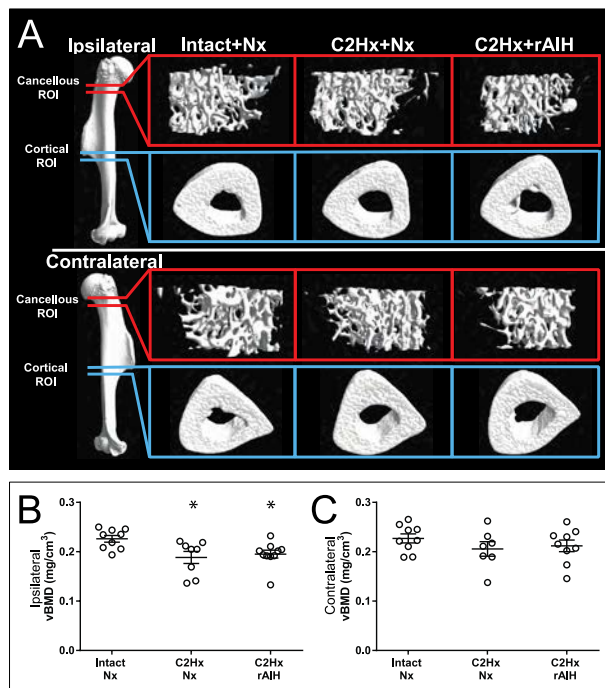 A
Ipsilateral
Intact+Nx
C2Hx+Nx
C2Hx+rAIH
Cancellous
ROI
Cortical
ROI
Contralateral
Cancellous
ROI
Cortical
ROI
B
Ipsilateral
vBMD (mg/cm³)
0.3
0.2
0.1
0.0
*
*
Intact
Nx
C2Hx
Nx
C2Hx
rAIH
C
Contralateral
vBMD (mg/cm³)
0.3
0.2
0.1
0.0
Intact
Nx
C2Hx
Nx
C2Hx
rAIH